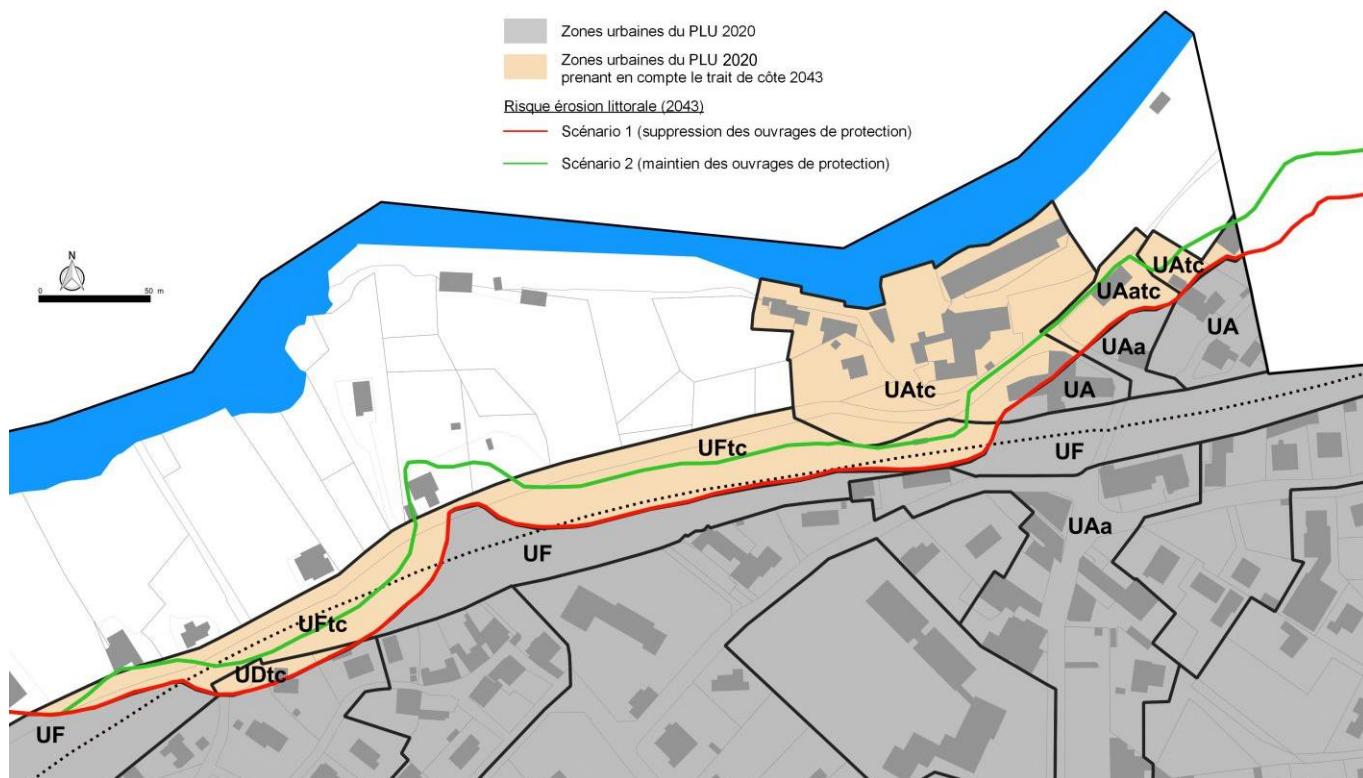 Zones urbaines du PLU 2020
Zones urbaines du PLU 2020
prenant en compte le trait de côte 2043
Risque érosion littorale (2043)
Scénario 1 (suppression des ouvrages de protection)
Scénario 2 (maintien des ouvrages de protection)
N
0 50 m
UAtc
UAatc
UA
UAa
UAtc
UA
UFtc
UF
UAa
UF
UFtc
UDtc
UF